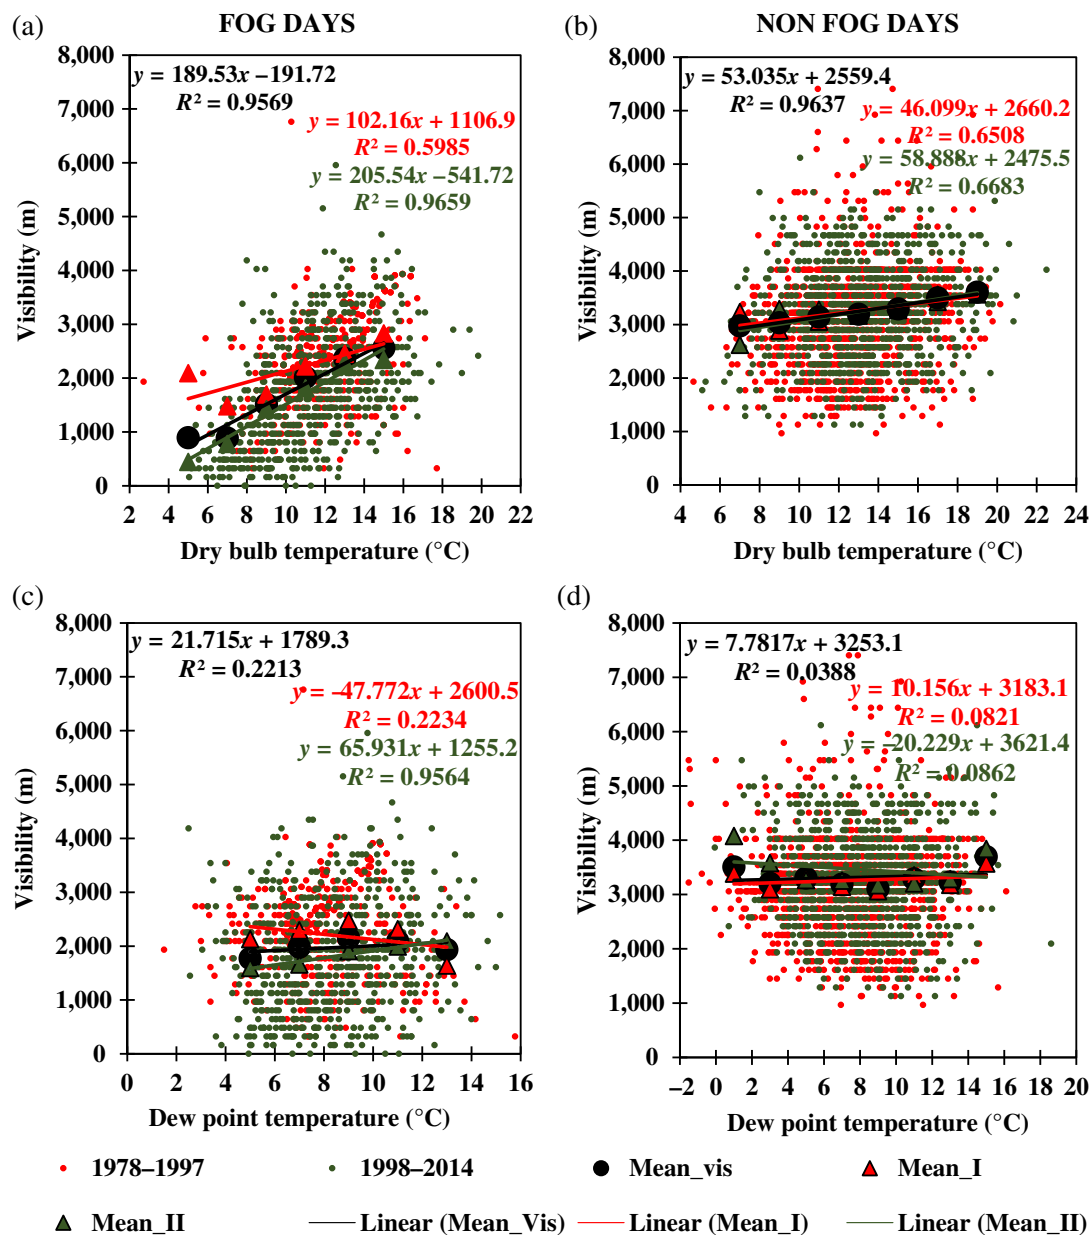 (a)
FOG DAYS
8,000
7,000
6,000
5,000
4,000
3,000
2,000
1,000
0
Visibility (m)
y = 189.53x −191.72
R² = 0.9569
y = 102.16x + 1106.9
R² = 0.5985
y = 205.54x −541.72
R² = 0.9659
2 4 6 8 10 12 14 16 18 20 22
Dry bulb temperature (°C)
(b)
NON FOG DAYS
8,000
7,000
6,000
5,000
4,000
3,000
2,000
1,000
0
Visibility (m)
y = 53.035x + 2559.4
R² = 0.9637
y = 46.099x + 2660.2
R² = 0.6508
y = 58.888x + 2475.5
R² = 0.6683
4 6 8 10 12 14 16 18 20 22 24
Dry bulb temperature (°C)
(c)
8,000
7,000
6,000
5,000
4,000
3,000
2,000
1,000
0
Visibility (m)
y = 21.715x + 1789.3
R² = 0.2213
y = −47.772x + 2600.5
R² = 0.2234
y = 65.931x + 1255.2
R² = 0.9564
0 2 4 6 8 10 12 14 16
Dew point temperature (°C)
(d)
8,000
7,000
6,000
5,000
4,000
3,000
2,000
1,000
0
Visibility (m)
y = 7.7817x + 3253.1
R² = 0.0388
y = 10.156x + 3183.1
R² = 0.0821
y = −20.229x + 3621.4
R² = 0.0862
−2 0 2 4 6 8 10 12 14 16 18 20
Dew point temperature (°C)
1978–1997 1998–2014 Mean_vis Mean_I
Mean_II Linear (Mean_Vis) Linear (Mean_I) Linear (Mean_II)